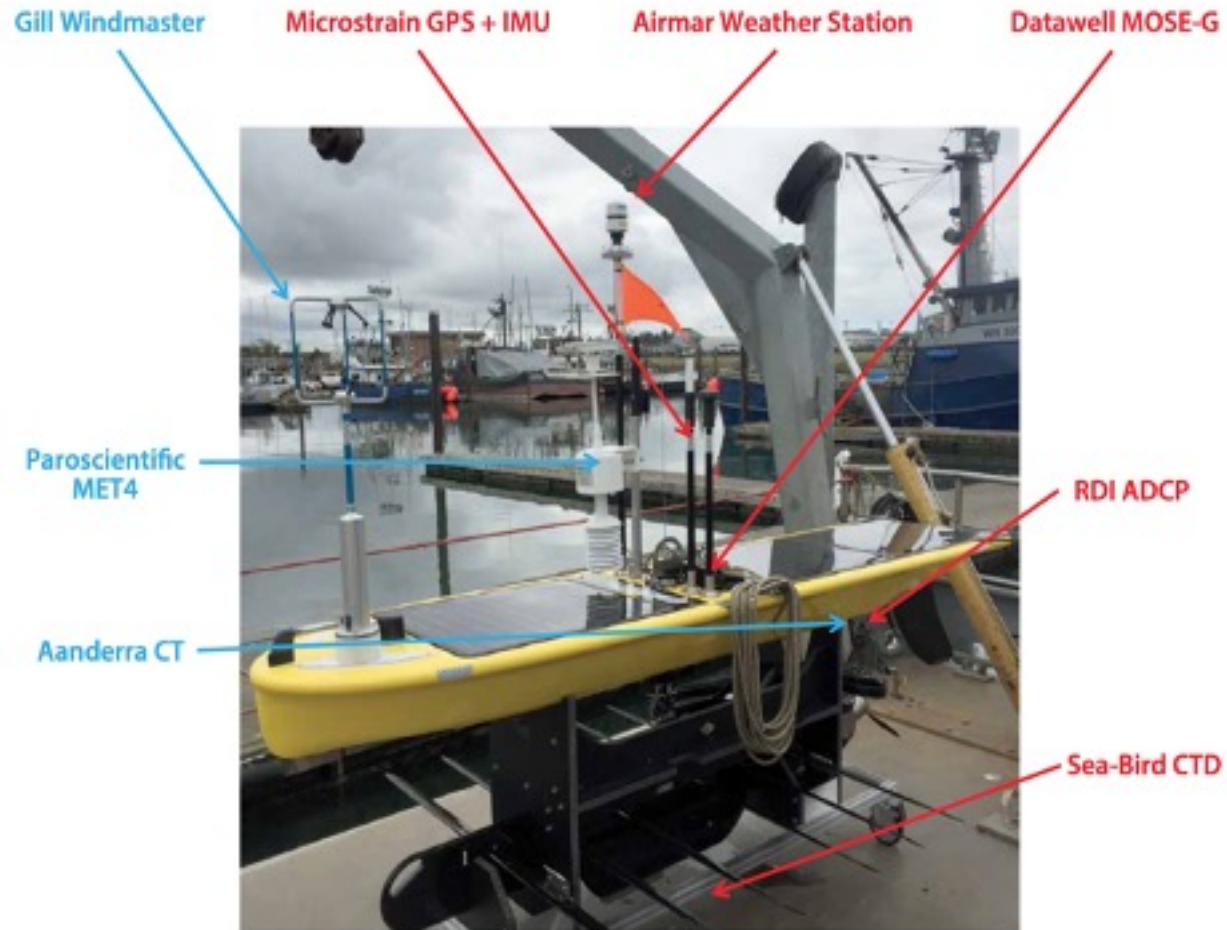 Gill Windmaster
Microstrain GPS + IMU
Airmar Weather Station
Datawell MOSE-G
Paroscientific
MET4
RDI ADCP
Aanderra CT
Sea-Bird CTD